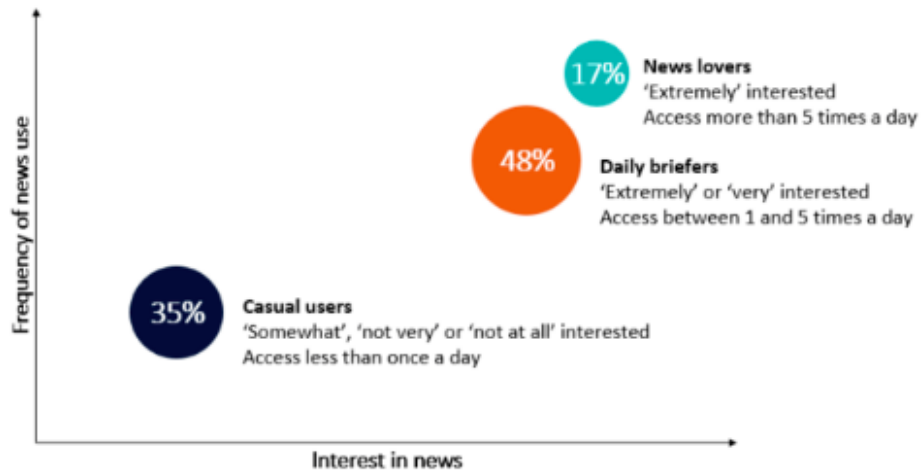 Frequency of news use
17%
News lovers
‘Extremely’ interested
Access more than 5 times a day
48%
Daily briefers
‘Extremely’ or ‘very’ interested
Access between 1 and 5 times a day
35%
Casual users
‘Somewhat’, ‘not very’ or ‘not at all’ interested
Access less than once a day
Interest in news